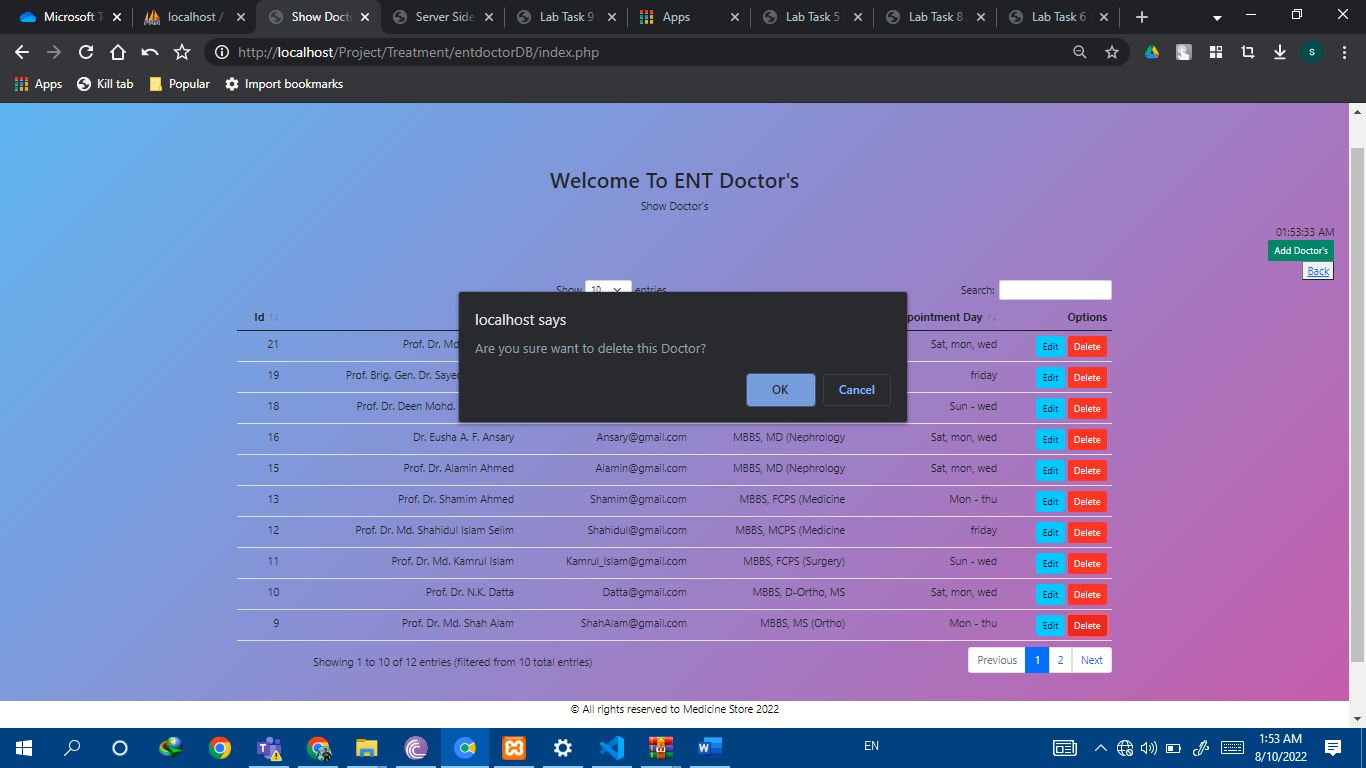 Microsoft T
localhost /
Show Doct
Server Side
Lab Task 9
Apps
Lab Task 5
Lab Task 8
Lab Task 6
http://localhost/Project/Treatment/entdoctorDB/index.php
S
Apps
Kill tab
Popular
Import bookmarks
Welcome To ENT Doctor's
Show Doctor's
01:53:33 AM
Add Doctor's
Back
Show 10 entries
Search:
localhost says
Are you sure want to delete this Doctor?
OK
Cancel
Id pointment Day Options
21 Prof. Dr. Md Sat, mon, wed Edit Delete
19 Prof. Brig. Gen. Dr. Saye friday Edit Delete
18 Prof. Dr. Deen Mohd. Sun - wed Edit Delete
16 Dr. Eusha A. F. Ansary Ansary@gmail.com MBBS, MD (Nephrology Sat, mon, wed Edit Delete
15 Prof. Dr. Alamin Ahmed Alamin@gmail.com MBBS, MD (Nephrology Sat, mon, wed Edit Delete
13 Prof. Dr. Shamim Ahmed Shamim@gmail.com MBBS, FCPS (Medicine Mon - thu Edit Delete
12 Prof. Dr. Md. Shahidul Islam Selim Shahidul@gmail.com MBBS, MCPS (Medicine friday Edit Delete
11 Prof. Dr. Md. Kamrul Islam Kamrul_Islam@gmail.com MBBS, FCPS (Surgery) Sun - wed Edit Delete
10 Prof. Dr. N.K. Datta Datta@gmail.com MBBS, D-Ortho, MS Sat, mon, wed Edit Delete
9 Prof. Dr. Md. Shah Alam ShahAlam@gmail.com MBBS, MS (Ortho) Mon - thu Edit Delete
Showing 1 to 10 of 12 entries (filtered from 10 total entries)
Previous 1 2 Next
© All rights reserved to Medicine Store 2022
EN
1:53 AM
8/10/2022